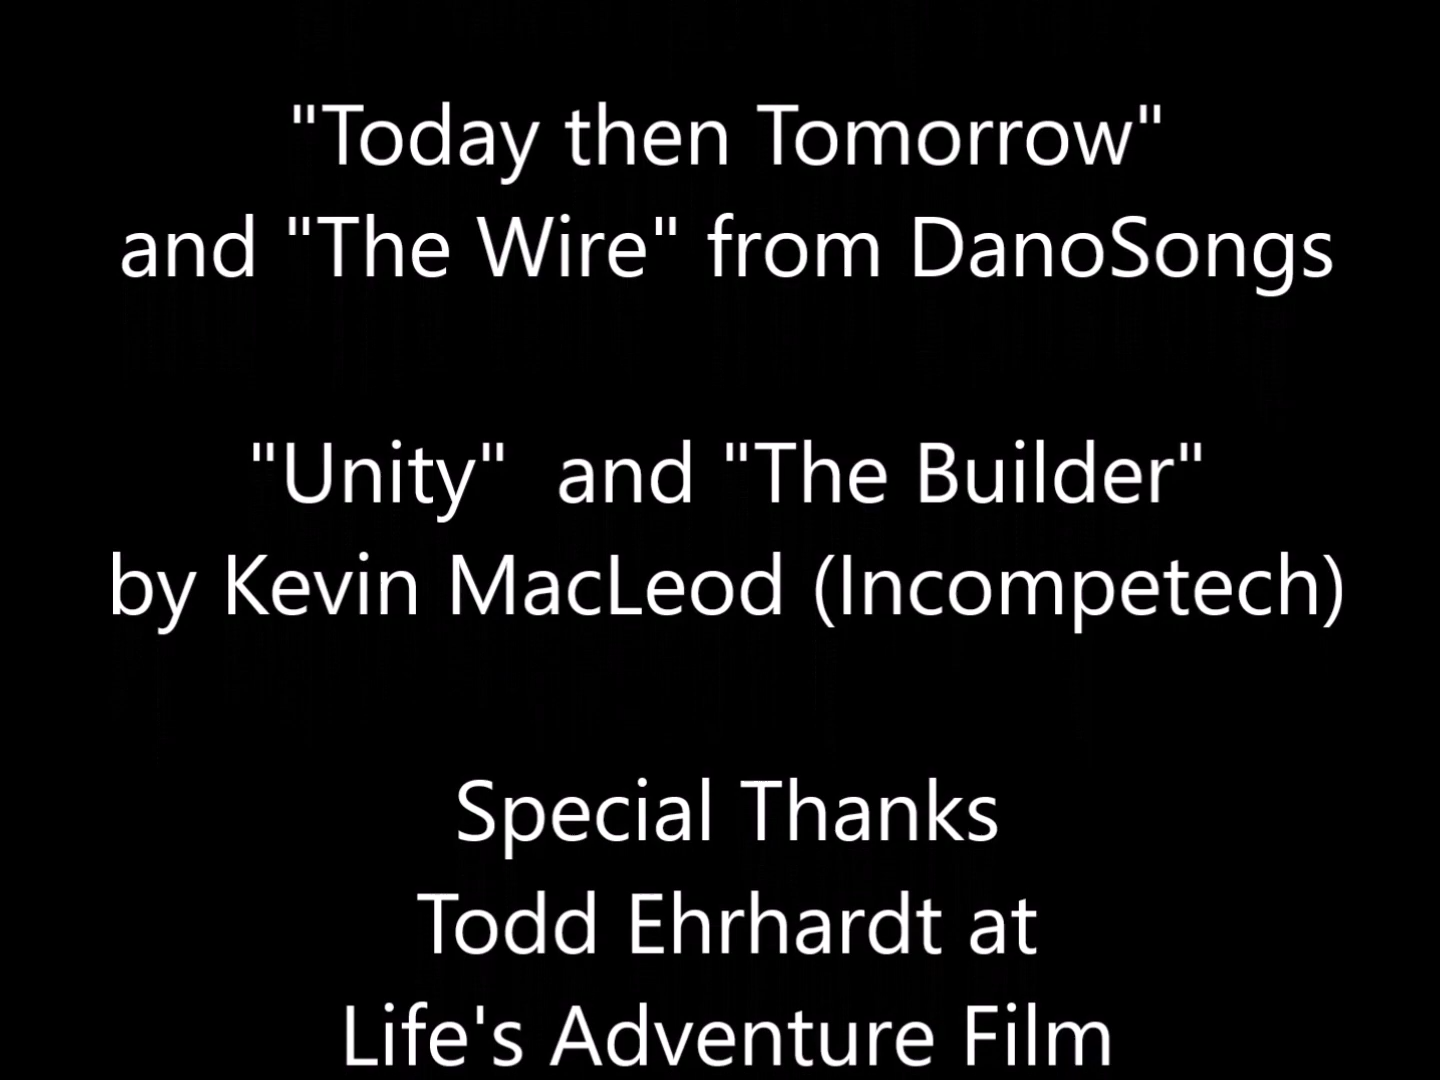 "Today then Tomorrow"
and "The Wire" from DanoSongs
"Unity"  and "The Builder"
by Kevin MacLeod (Incompetech)
Special Thanks
Todd Ehrhardt at
Life's Adventure Film